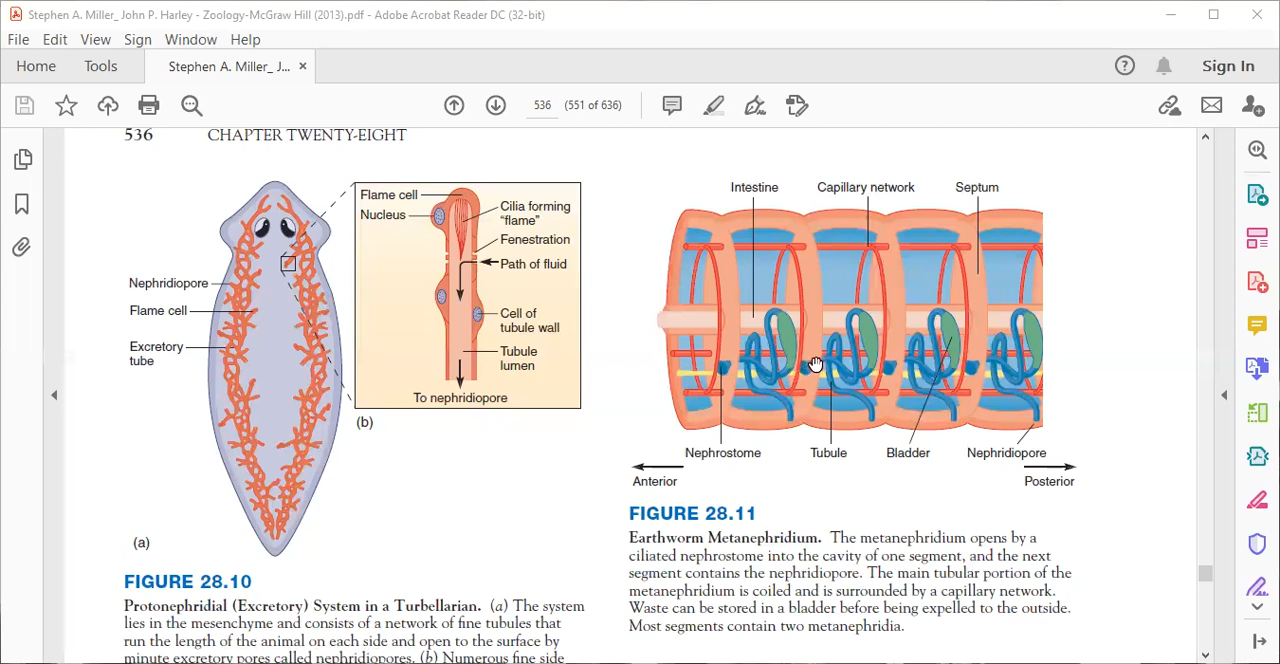 Stephen A. Miller_ John P. Harley - Zoology-McGraw Hill (2013).pdf - Adobe Acrobat Reader DC (32-bit)
File Edit View Sign Window Help
Home Tools Stephen A. Miller_ J... × Sign In
536 (551 of 636)
536 CHAPTER TWENTY-EIGHT
Flame cell
Nucleus
Cilia forming
"flame"
Fenestration
Path of fluid
Cell of
tubule wall
Tubule
lumen
To nephridiopore
(b)
Nephridiopore
Flame cell
Excretory
tube
(a)
FIGURE 28.10
Protonephridial (Excretory) System in a Turbellarian. (a) The system
lies in the mesenchyme and consists of a network of fine tubules that
run the length of the animal on each side and open to the surface by
minute excretory pores called nephridiopores. (b) Numerous fine side
Intestine Capillary network Septum
Nephrostome Tubule Bladder Nephridiopore
Anterior Posterior
FIGURE 28.11
Earthworm Metanephridium. The metanephridium opens by a
ciliated nephrostome into the cavity of one segment, and the next
segment contains the nephridiopore. The main tubular portion of the
metanephridium is coiled and is surrounded by a capillary network.
Waste can be stored in a bladder before being expelled to the outside.
Most segments contain two metanephridia.